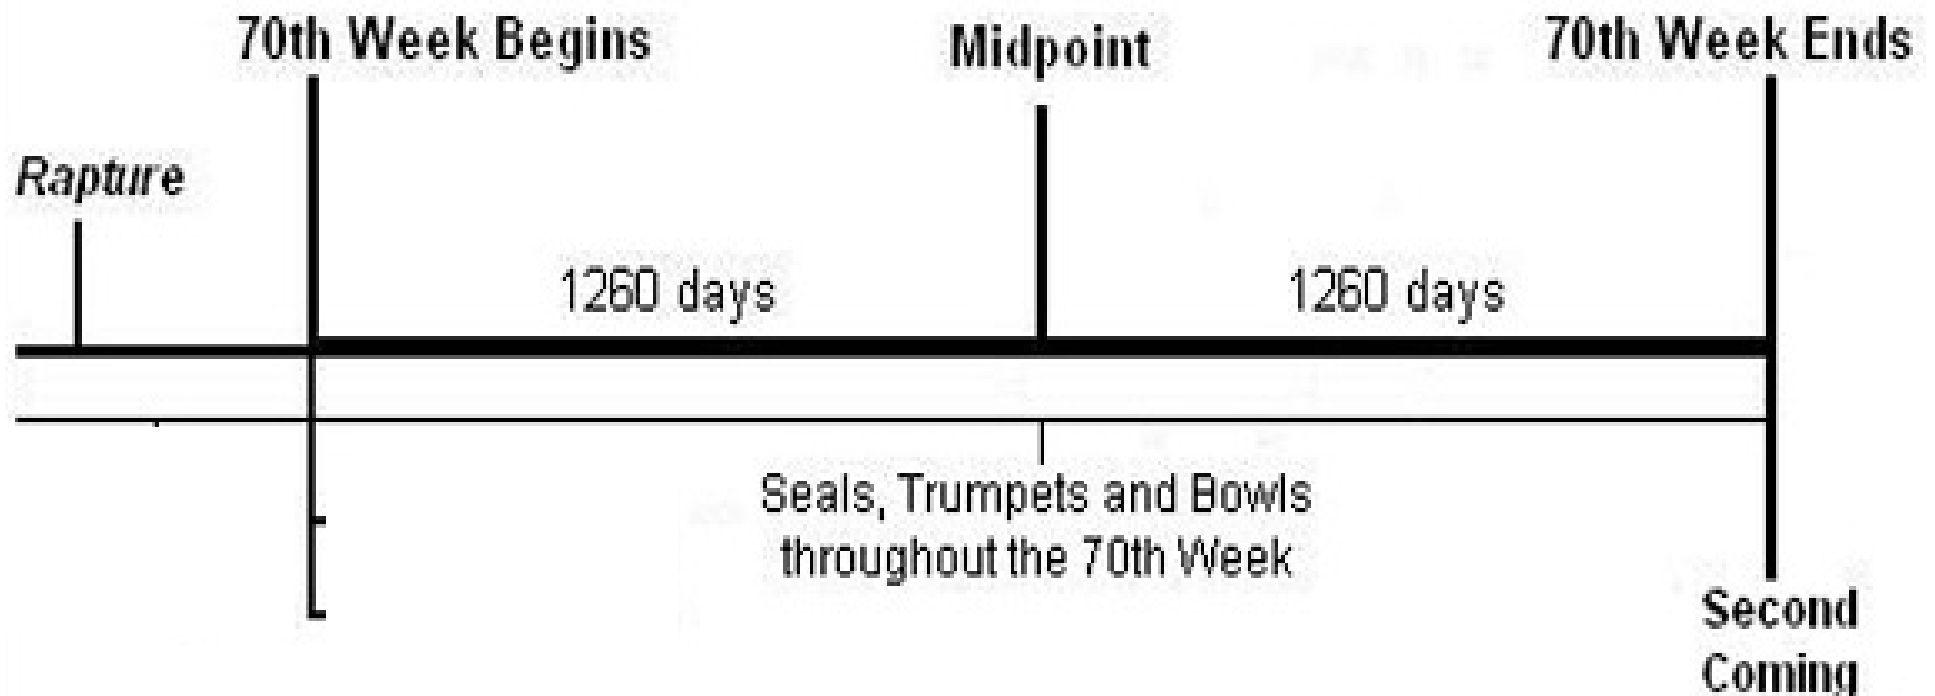 70th Week Begins
Midpoint
70th Week Ends
Rapture
1260 days
1260 days
Seals, Trumpets and Bowls
throughout the 70th Week
Second
Coming